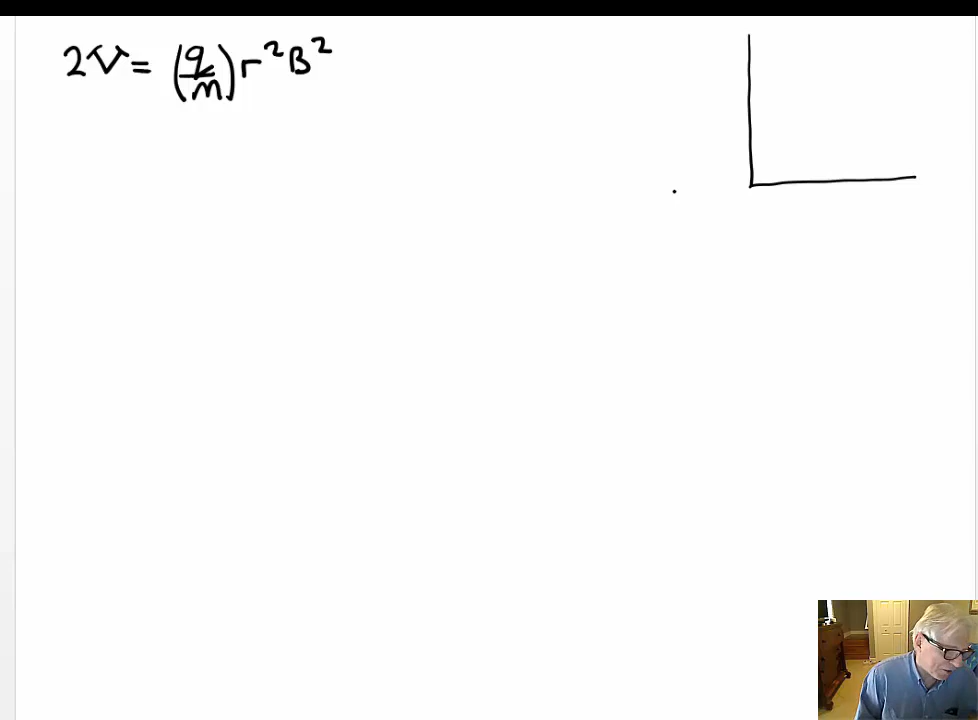 2V = (q/m) r²B²